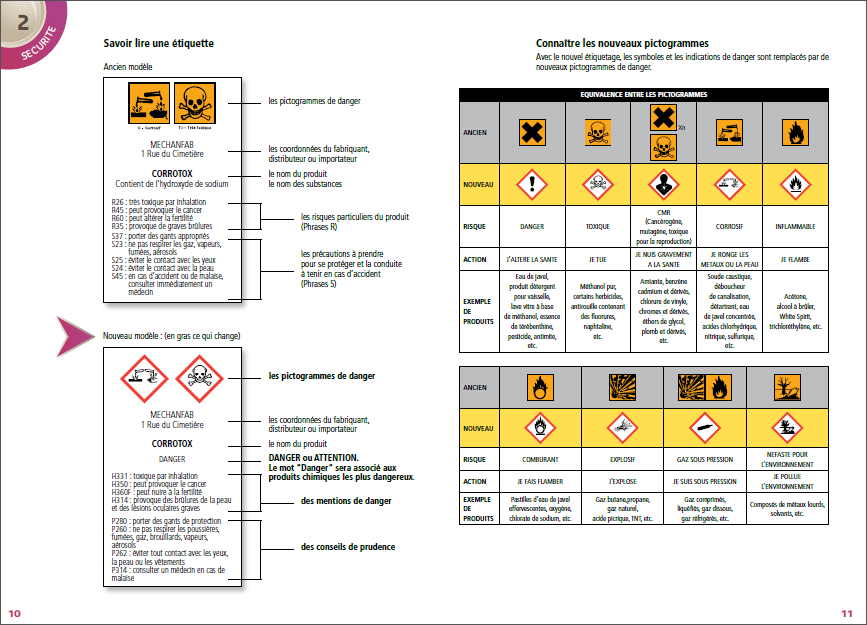 2
SECURITE
Savoir lire une étiquette
Ancien modèle
C - Corrosif
T+ - Très toxique
les pictogrammes de danger
MECHANFAB
1 Rue du Cimetière
les coordonnées du fabriquant,
distributeur ou importateur
CORROTOX
Contient de l'hydroxyde de sodium
le nom du produit
le nom des substances
R26 : très toxique par inhalation
R45 : peut provoquer le cancer
R60 : peut altérer la fertilité
R35 : provoque de graves brûlures
les risques particuliers du produit
(Phrases R)
S37 : porter des gants appropriés
S23 : ne pas respirer les gaz, vapeurs,
fumées, aérosols
S25 : éviter le contact avec les yeux
S24 : éviter le contact avec la peau
S45 : en cas d'accident ou de malaise,
consulter immédiatement un
médecin
les précautions à prendre
pour se protéger et la conduite
à tenir en cas d'accident
(Phrases S)
Nouveau modèle : (en gras ce qui change)
les pictogrammes de danger
MECHANFAB
1 Rue du Cimetière
les coordonnées du fabriquant,
distributeur ou importateur
CORROTOX
le nom du produit
DANGER
DANGER ou ATTENTION.
Le mot "Danger" sera associé aux
produits chimiques les plus dangereux.
H331 : toxique par inhalation
H350 : peut provoquer le cancer
H360F : peut nuire à la fertilité
H314 : provoque des brûlures de la peau
et des lésions oculaires graves
des mentions de danger
P280 : porter des gants de protection
P260 : ne pas respirer les poussières,
fumées, gaz, brouillards, vapeurs,
aérosols
P262 : éviter tout contact avec les yeux,
la peau ou les vêtements
P314 : consulter un médecin en cas de
malaise
des conseils de prudence
10
Connaître les nouveaux pictogrammes
Avec le nouvel étiquetage, les symboles et les indications de danger sont remplacés par de
nouveaux pictogrammes de danger.
EQUIVALENCE ENTRE LES PICTOGRAMMES
ANCIEN
Xn
NOUVEAU
RISQUE
DANGER
TOXIQUE
CMR
(Cancérogène,
mutagène, toxique
pour la reproduction)
CORROSIF
INFLAMMABLE
ACTION
J'ALTERE LA SANTE
JE TUE
JE NUIS GRAVEMENT
A LA SANTE
JE RONGE LES
METAUX OU LA PEAU
JE FLAMBE
EXEMPLE
DE
PRODUITS
Eau de javel,
produit détergent
pour vaisselle,
lave vitre à base
de méthanol, essence
de térébenthine,
pesticide, antimite,
etc.
Méthanol pur,
certains herbicides,
antirouille contenant
des fluorures,
naphtaline,
etc.
Amiante, benzène
cadmium et dérivés,
chlorure de vinyle,
chromes et dérivés,
éthers de glycol,
plomb et dérivés,
etc.
Soude caustique,
déboucheur
de canalisation,
détartrant, eau
de javel concentrée,
acides chlorhydrique,
nitrique, sulfurique,
etc.
Acétone,
alcool à brûler,
White Spirit,
trichloréthylène, etc.
ANCIEN
NOUVEAU
RISQUE
COMBURANT
EXPLOSIF
GAZ SOUS PRESSION
NEFASTE POUR
L'ENVIRONNEMENT
ACTION
JE FAIS FLAMBER
J'EXPLOSE
JE SUIS SOUS PRESSION
JE POLLUE
L'ENVIRONNEMENT
EXEMPLE
DE
PRODUITS
Pastilles d'eau de javel
effervescentes, oxygène,
chlorate de sodium, etc.
Gaz butane,propane,
gaz naturel,
acide picrique, TNT, etc.
Gaz comprimés,
liquéfiés, gaz dissous,
gaz réfrigérés, etc.
Composés de métaux lourds,
solvants, etc.
11